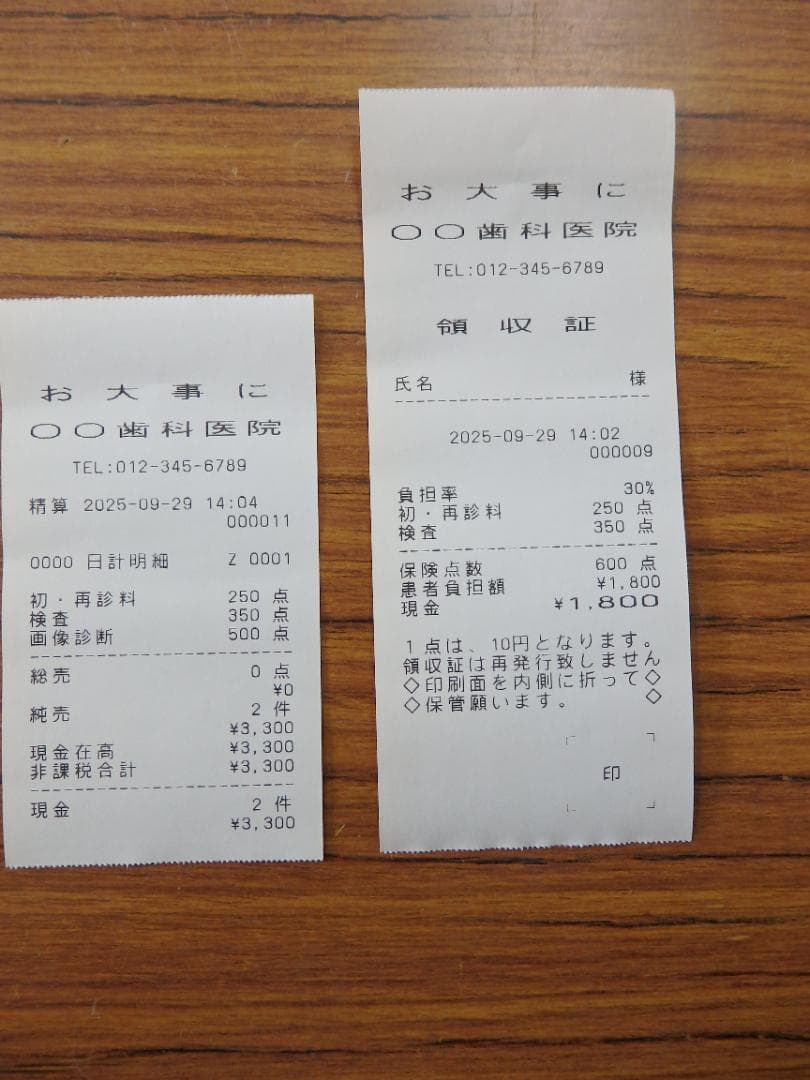 お大事に
〇〇歯科医院
TEL:012-345-6789
精算 2025-09-29 14:04
000011
0000 日計明細 Z 0001
初・再診料 250 点
検査 350 点
画像診断 500 点
総売 0 点
¥0
純売 2 件
¥3,300
現金在高 ¥3,300
非課税合計 ¥3,300
現金 2 件
¥3,300
お大事に
〇〇歯科医院
TEL:012-345-6789
領収証
氏名 様
2025-09-29 14:02
000009
負担率 30%
初・再診料 250 点
検査 350 点
保険点数 600 点
患者負担額 ¥1,800
現金 ¥1,800
1点は、10円となります。
領収証は再発行致しません
◇印刷面を内側に折って◇
◇保管願います。 ◇
印